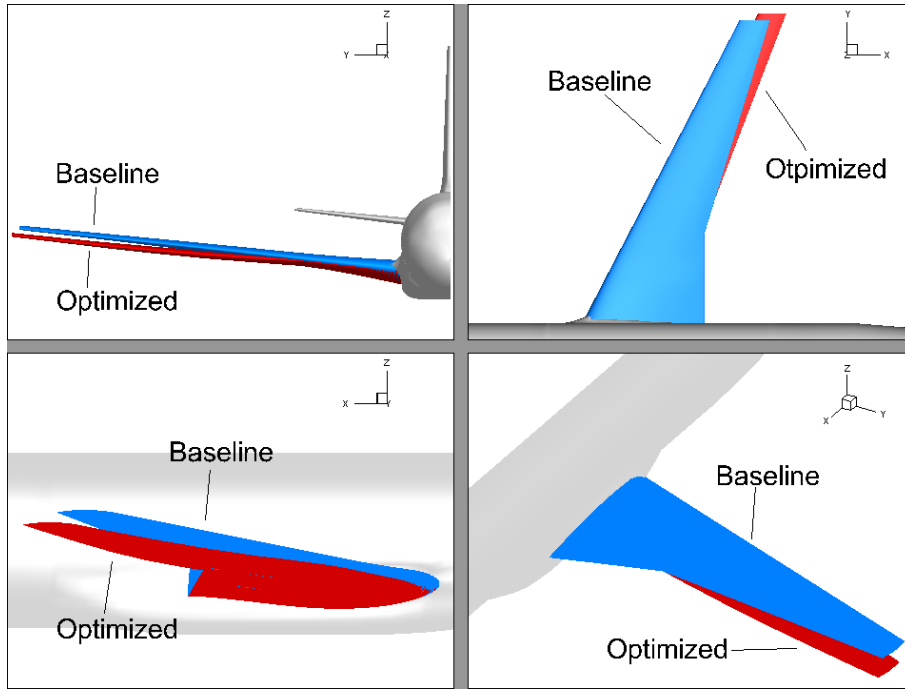 Z
Y X
Baseline
Optimized
Y
Z X
Baseline
Otpimized
Z
X Y
Baseline
Optimized
Z
X Y
Baseline
Optimized